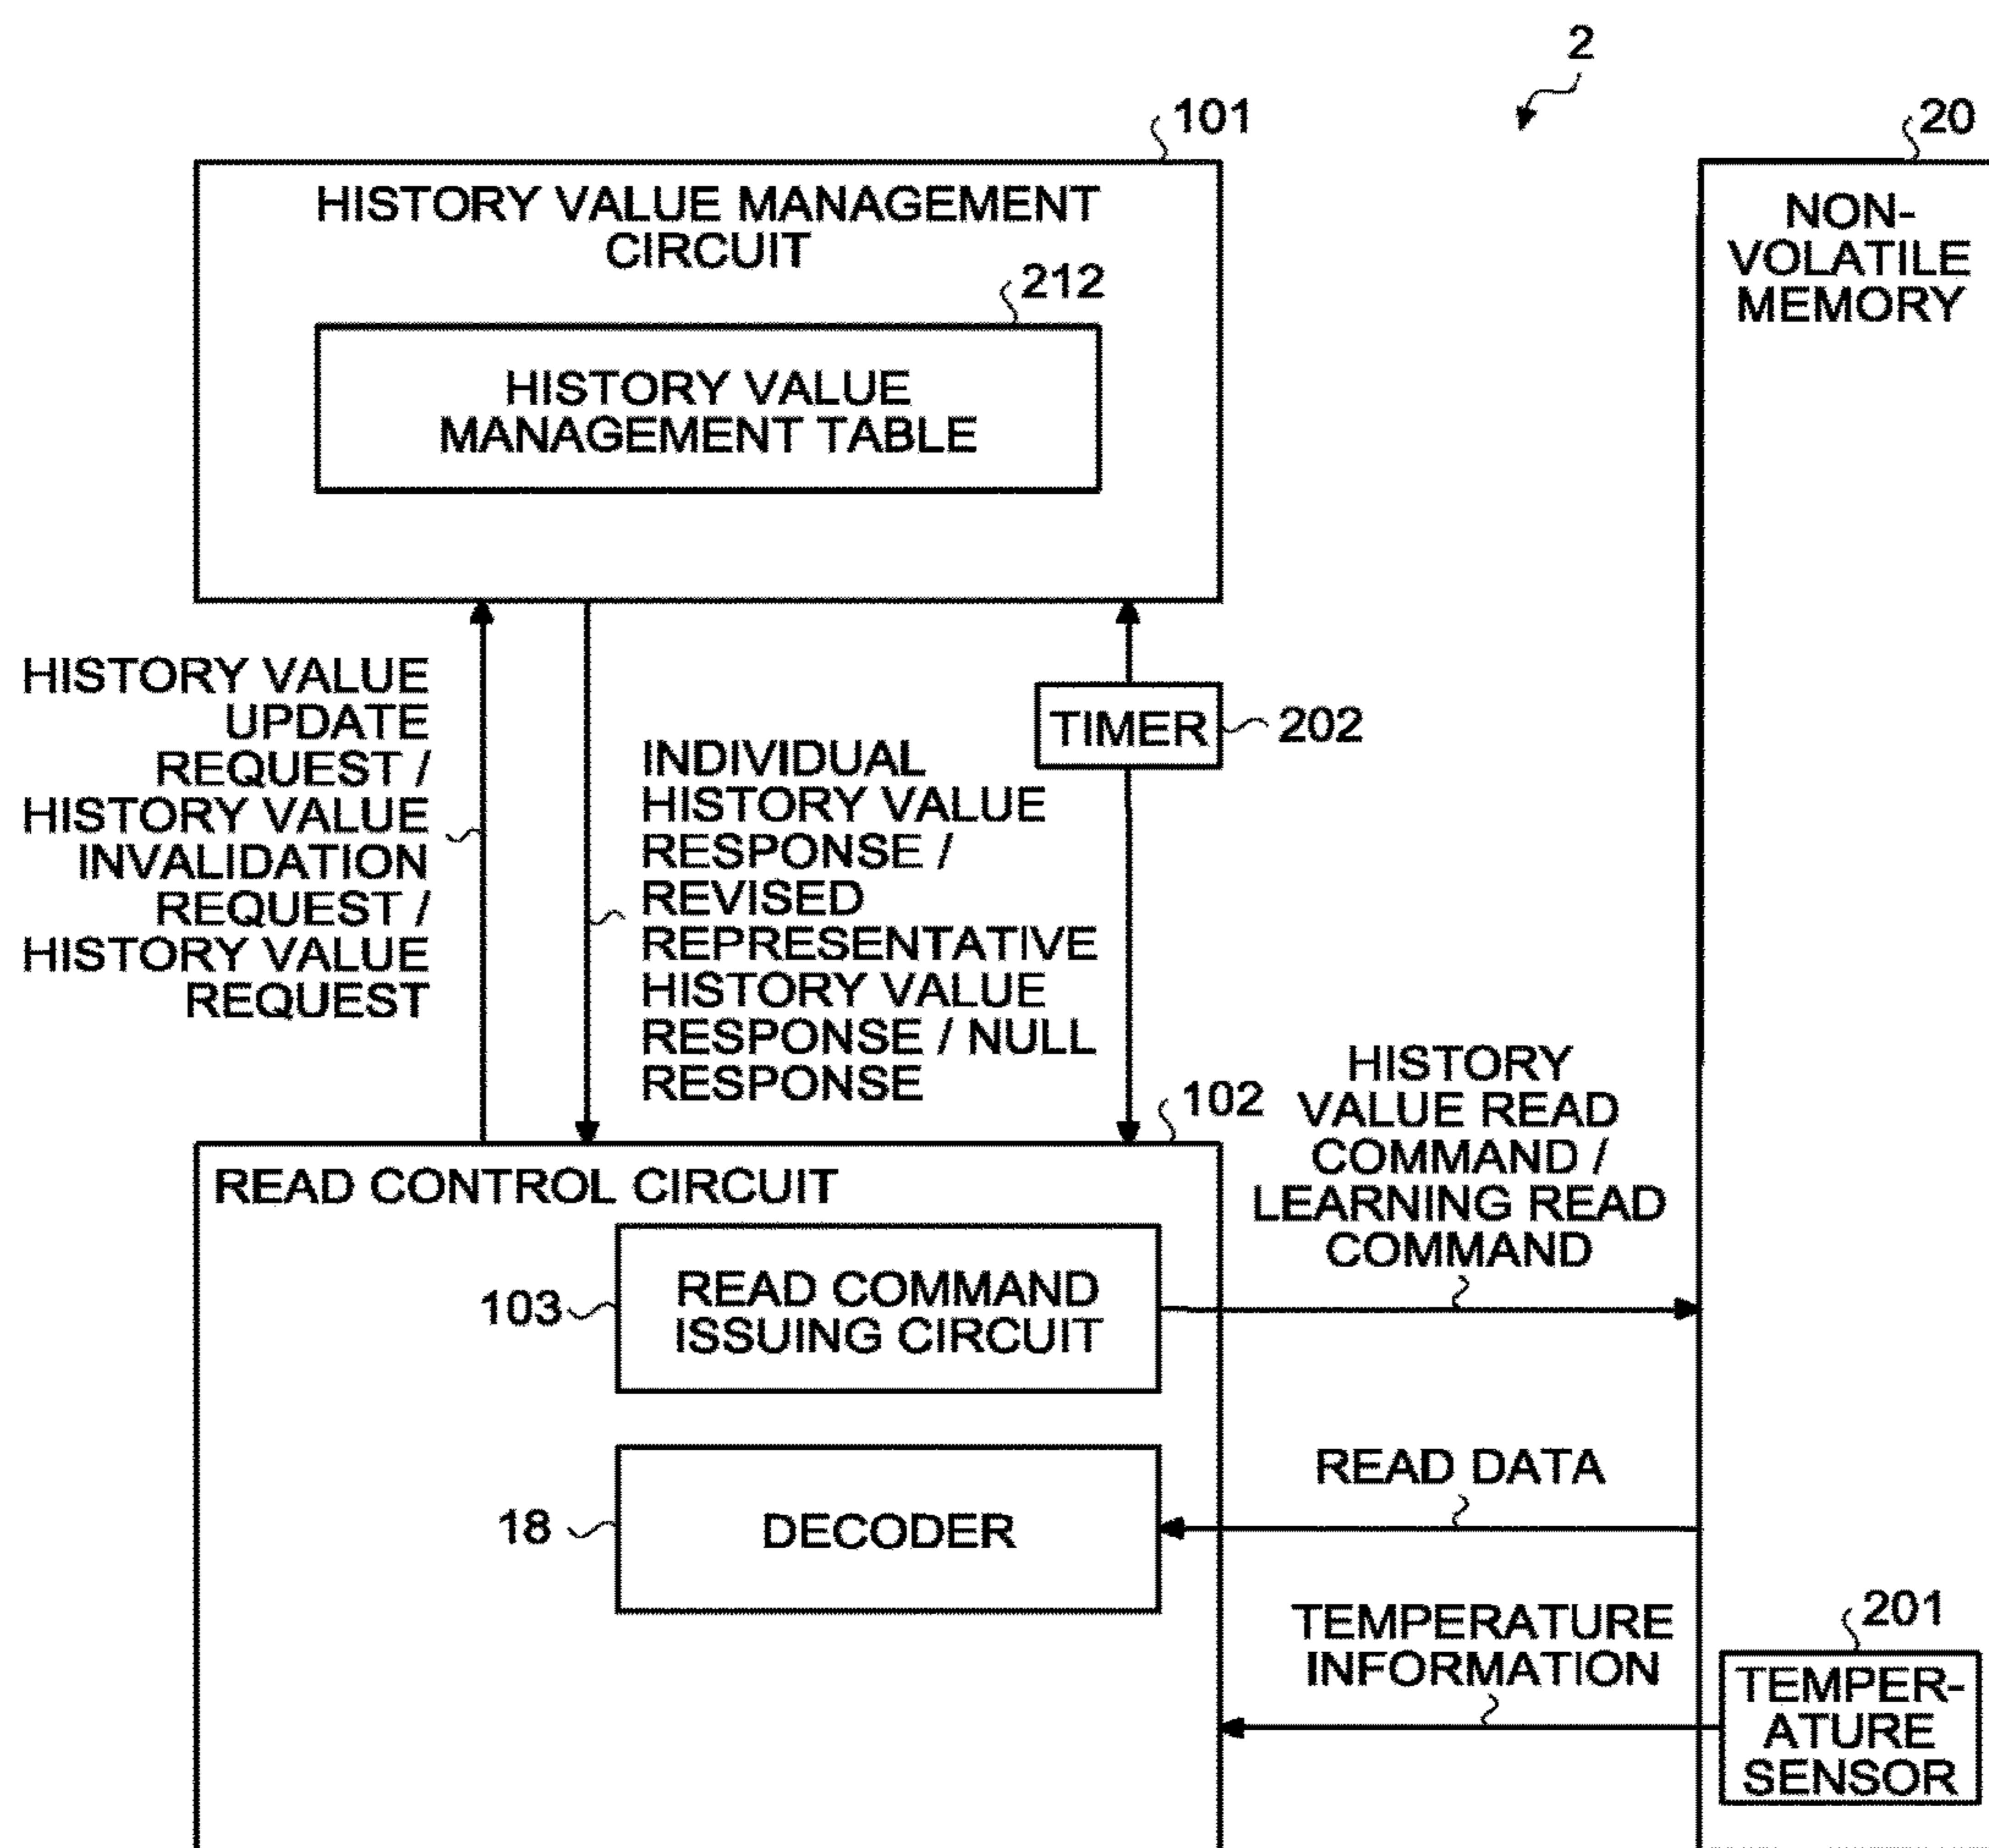 2
101
20
HISTORY VALUE MANAGEMENT
CIRCUIT
NON-
VOLATILE
MEMORY
212
HISTORY VALUE
MANAGEMENT TABLE
HISTORY VALUE
UPDATE
REQUEST /
HISTORY VALUE
INVALIDATION
REQUEST /
HISTORY VALUE
REQUEST
INDIVIDUAL
HISTORY VALUE
RESPONSE /
REVISED
REPRESENTATIVE
HISTORY VALUE
RESPONSE / NULL
RESPONSE
TIMER
202
102
READ CONTROL CIRCUIT
HISTORY
VALUE READ
COMMAND /
LEARNING READ
COMMAND
103
READ COMMAND
ISSUING CIRCUIT
READ DATA
18
DECODER
TEMPERATURE
INFORMATION
201
TEMPER-
ATURE
SENSOR